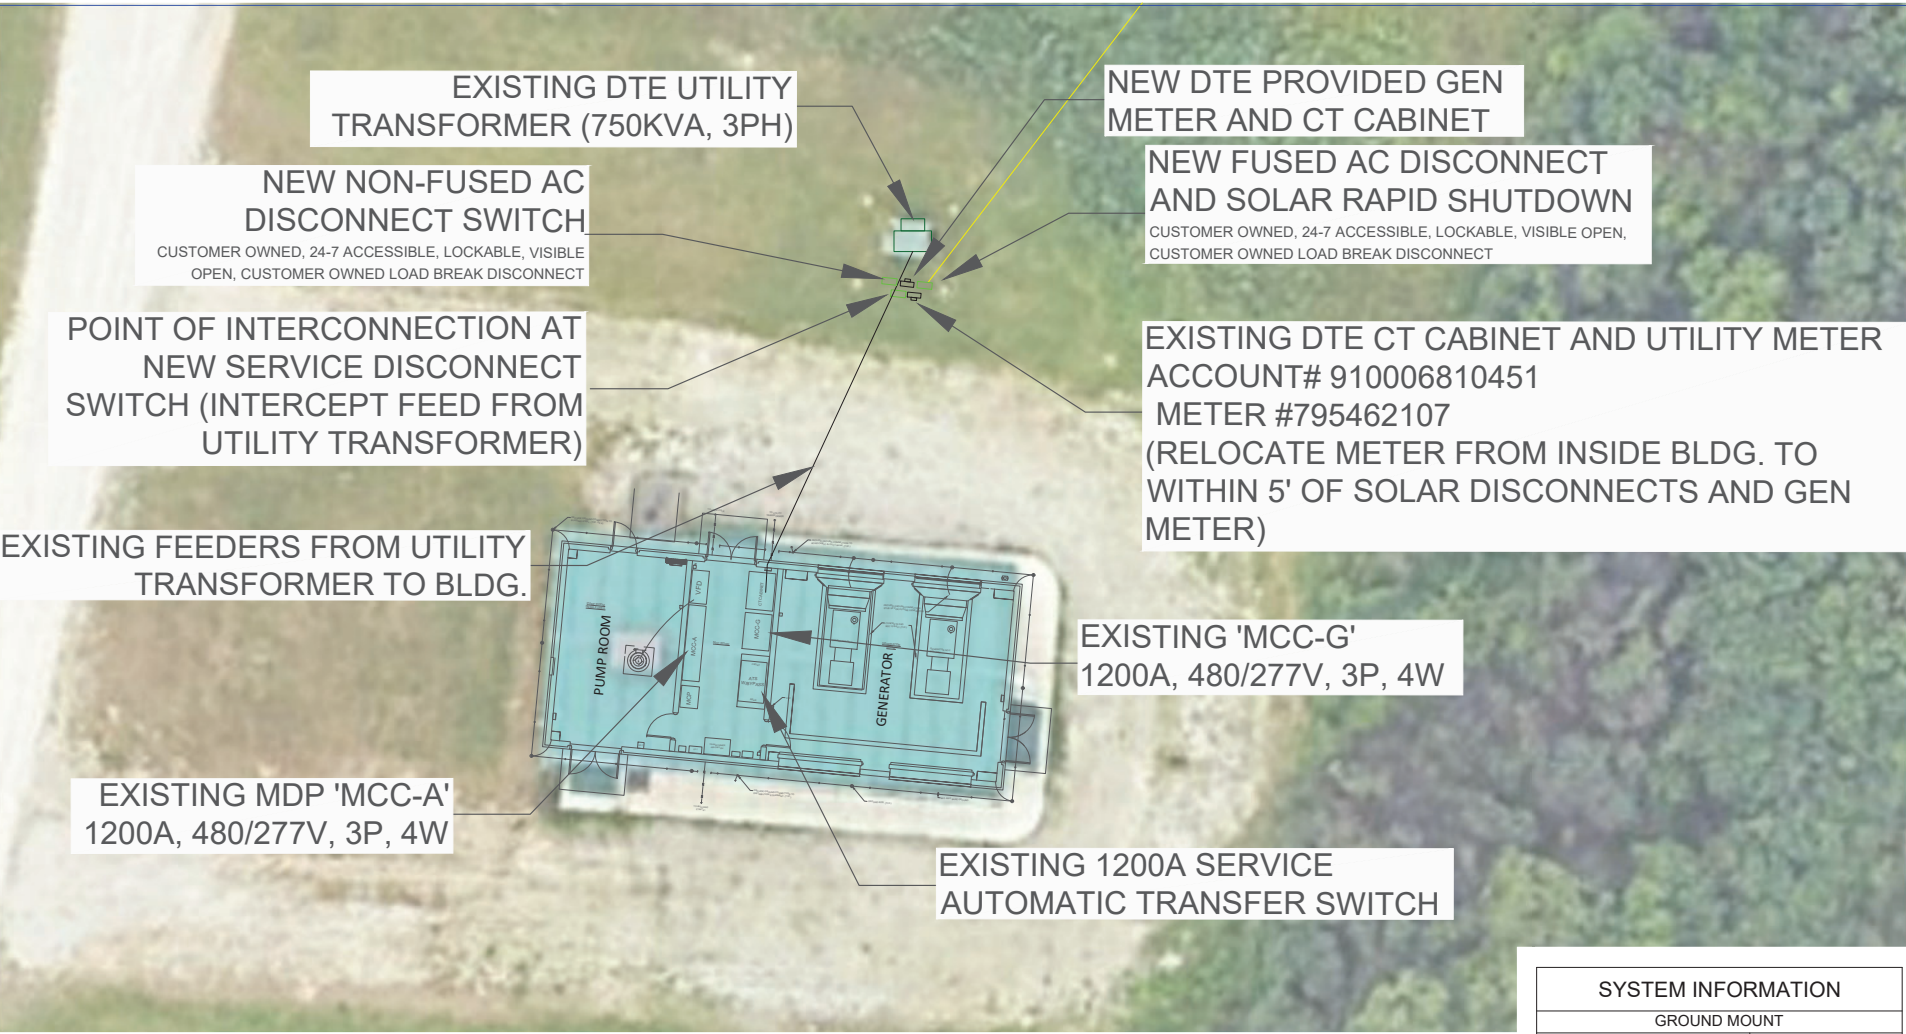 EXISTING DTE UTILITY
TRANSFORMER (750KVA, 3PH)
NEW DTE PROVIDED GEN
METER AND CT CABINET
NEW NON-FUSED AC
DISCONNECT SWITCH
CUSTOMER OWNED, 24-7 ACCESSIBLE, LOCKABLE, VISIBLE
OPEN, CUSTOMER OWNED LOAD BREAK DISCONNECT
NEW FUSED AC DISCONNECT
AND SOLAR RAPID SHUTDOWN
CUSTOMER OWNED, 24-7 ACCESSIBLE, LOCKABLE, VISIBLE OPEN,
CUSTOMER OWNED LOAD BREAK DISCONNECT
POINT OF INTERCONNECTION AT
NEW SERVICE DISCONNECT
SWITCH (INTERCEPT FEED FROM
UTILITY TRANSFORMER)
EXISTING DTE CT CABINET AND UTILITY METER
ACCOUNT# 910006810451
METER #795462107
(RELOCATE METER FROM INSIDE BLDG. TO
WITHIN 5' OF SOLAR DISCONNECTS AND GEN
METER)
EXISTING FEEDERS FROM UTILITY
TRANSFORMER TO BLDG.
PUMP ROOM
VFD
MCC-A
MDP
MCC-G
GENERATOR
EXISTING 'MCC-G'
1200A, 480/277V, 3P, 4W
EXISTING MDP 'MCC-A'
1200A, 480/277V, 3P, 4W
EXISTING 1200A SERVICE
AUTOMATIC TRANSFER SWITCH
SYSTEM INFORMATION
GROUND MOUNT